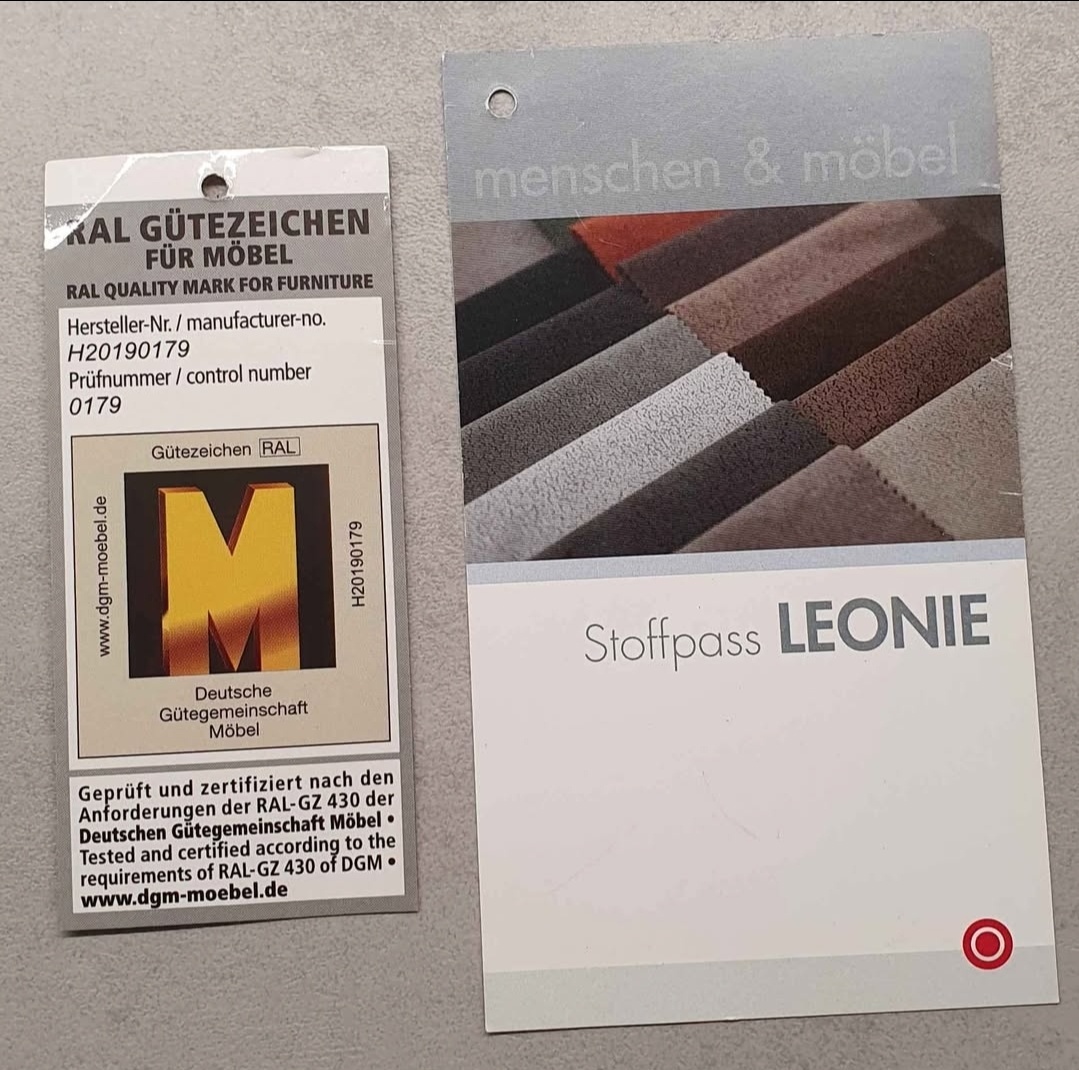 RAL GÜTEZEICHEN
FÜR MÖBEL
RAL QUALITY MARK FOR FURNITURE
Hersteller-Nr. / manufacturer-no.
H20190179
Prüfnummer / control number
0179
Gütezeichen RAL
www.dgm-moebel.de
H20190179
Deutsche
Gütegemeinschaft
Möbel
Geprüft und zertifiziert nach den
Anforderungen der RAL-GZ 430 der
Deutschen Gütegemeinschaft Möbel •
Tested and certified according to the
requirements of RAL-GZ 430 of DGM •
www.dgm-moebel.de
menschen & möbel
Stoffpass LEONIE